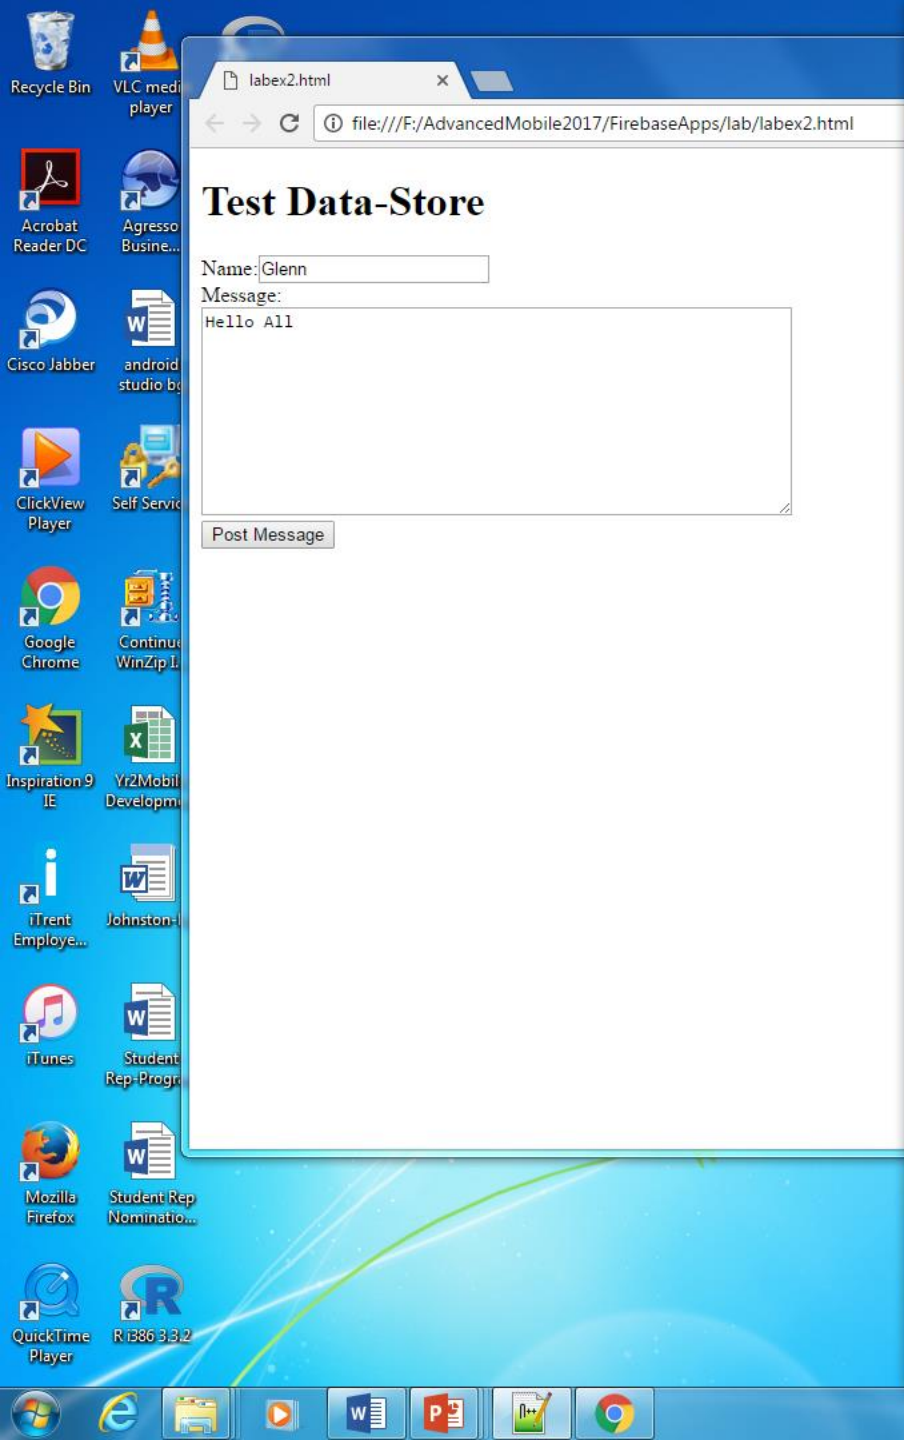 labex2.html
file:///F:/AdvancedMobile2017/FirebaseApps/lab/labex2.html
Test Data-Store
Name:Glenn
Message:
Hello All
Post Message
Recycle Bin
VLC medi
player
Acrobat
Reader DC
Agresso
Busine...
Cisco Jabber
android
studio bg
ClickView
Player
Self Servic
Google
Chrome
Continue
WinZip I.
Inspiration 9
IE
Yr2Mobil
Developm
iTrent
Employe...
Johnston-
iTunes
Student
Rep-Progr
Mozilla
Firefox
Student Rep
Nominatio...
QuickTime
Player
R i386 3.3.2